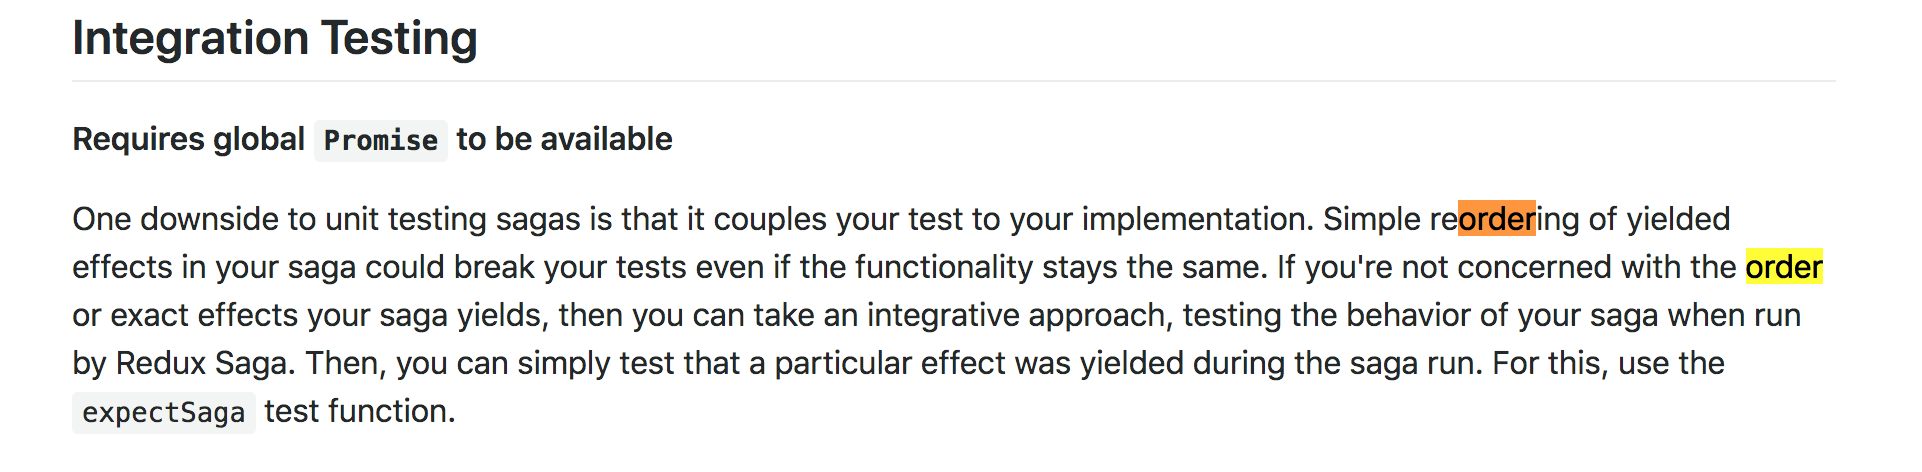 Integration Testing
Requires global Promise to be available
One downside to unit testing sagas is that it couples your test to your implementation. Simple reordering of yielded
effects in your saga could break your tests even if the functionality stays the same. If you're not concerned with the order
or exact effects your saga yields, then you can take an integrative approach, testing the behavior of your saga when run
by Redux Saga. Then, you can simply test that a particular effect was yielded during the saga run. For this, use the
expectSaga test function.